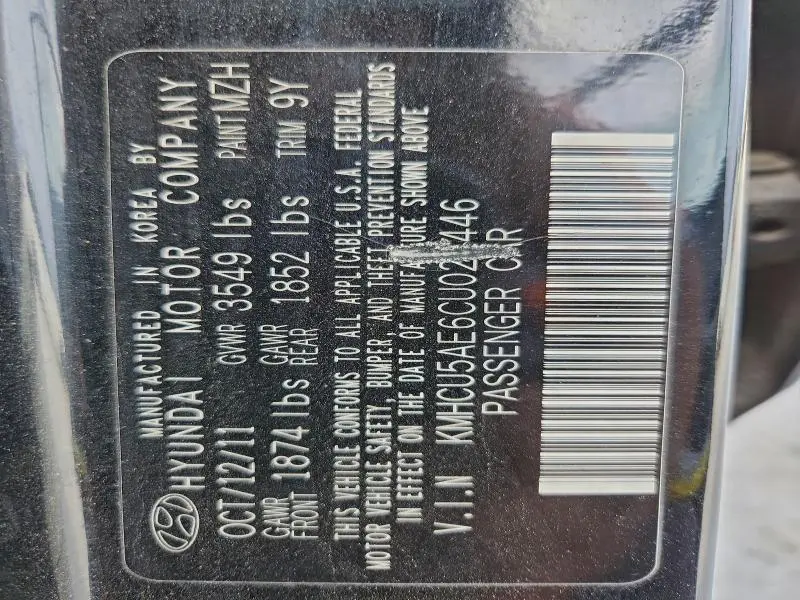 MANUFACTURED IN KOREA BY
HYUNDAI MOTOR COMPANY
OCT/12/11 GVWR 3549 lbs PAINT MZH
GAWR FRONT 1874 lbs GAWR REAR 1852 lbs TRIM 9Y
THIS VEHICLE CONFORMS TO ALL APPLICABLE U.S.A. FEDERAL
MOTOR VEHICLE SAFETY, BUMPER, AND THEFT PREVENTION STANDARDS
IN EFFECT ON THE DATE OF MANUFACTURE SHOWN ABOVE
V.I.N
PASSENGER CAR